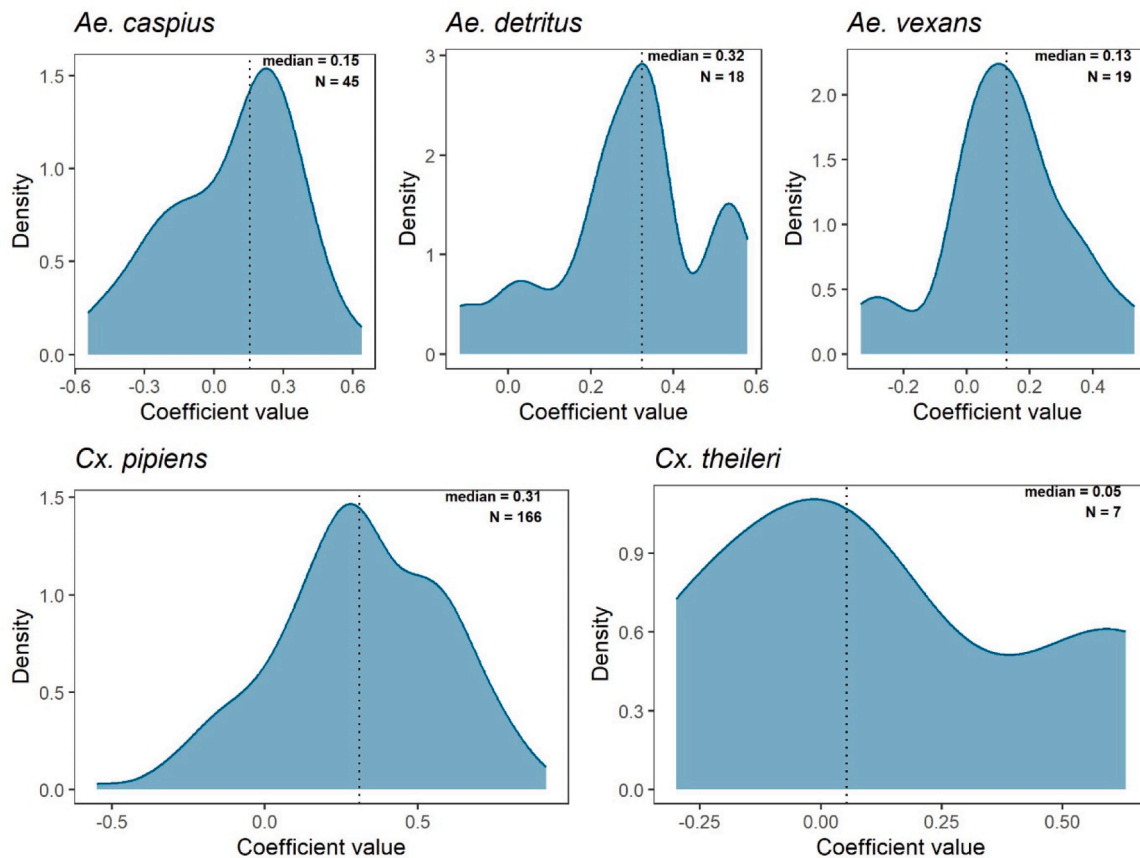 Ae. caspius
median = 0.15
N = 45
1.5
1.0
0.5
0.0
Density
-0.6
-0.3
0.0
0.3
0.6
Coefficient value
Ae. detritus
median = 0.32
N = 18
3
2
1
0
Density
0.0
0.2
0.4
0.6
Coefficient value
Ae. vexans
median = 0.13
N = 19
2.0
1.5
1.0
0.5
0.0
Density
-0.2
0.0
0.2
0.4
Coefficient value
Cx. pipiens
median = 0.31
N = 166
1.5
1.0
0.5
0.0
Density
-0.5
0.0
0.5
Coefficient value
Cx. theileri
median = 0.05
N = 7
0.9
0.6
0.3
0.0
Density
-0.25
0.00
0.25
0.50
Coefficient value